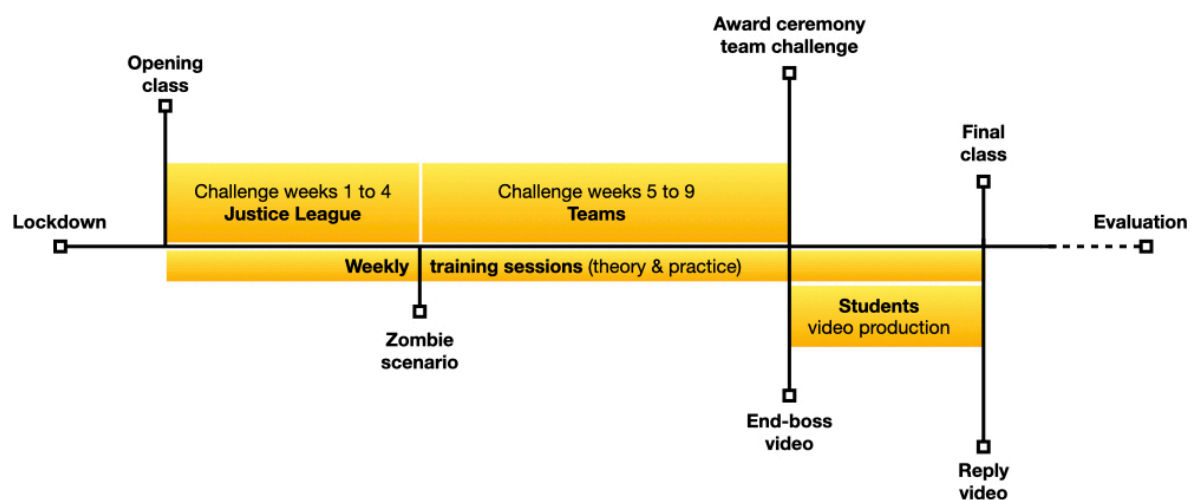 Award ceremony
team challenge
Opening
class
Final
class
Challenge weeks 1 to 4
Justice League
Challenge weeks 5 to 9
Teams
Lockdown
Evaluation
Weekly training sessions (theory & practice)
Students
video production
Zombie
scenario
End-boss
video
Reply
video